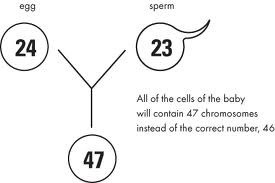 egg
sperm
24
23
All of the cells of the baby
will contain 47 chromosomes
instead of the correct number, 46
47